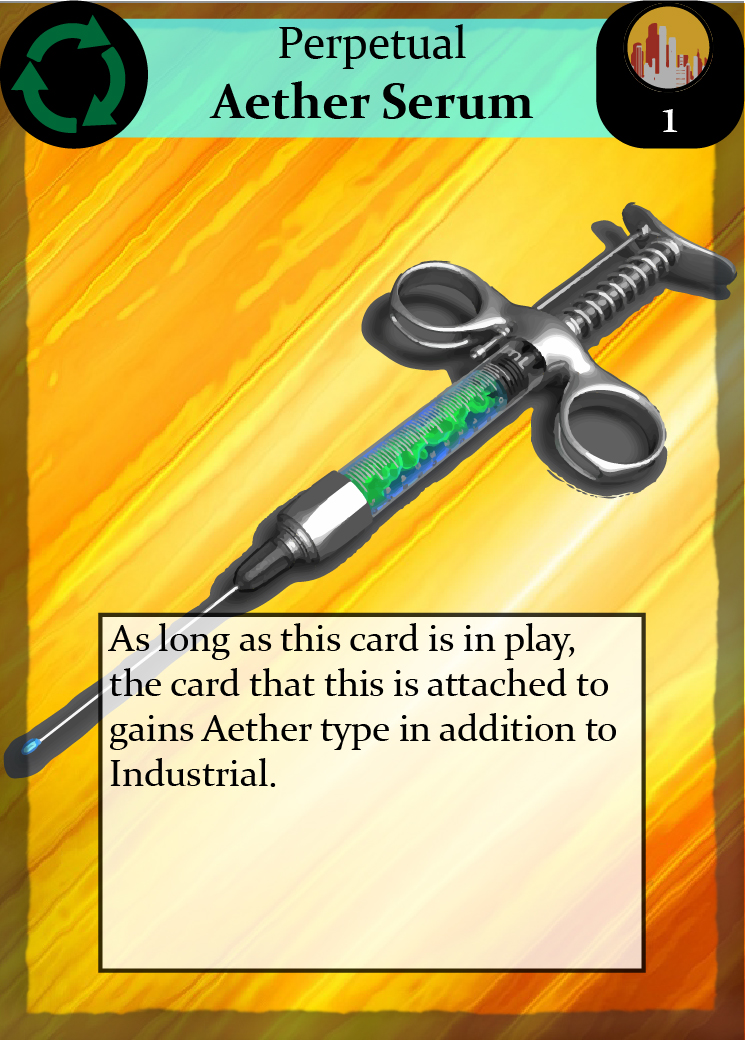 Perpetual
Aether Serum
1
As long as this card is in play,
the card that this is attached to
gains Aether type in addition to
Industrial.